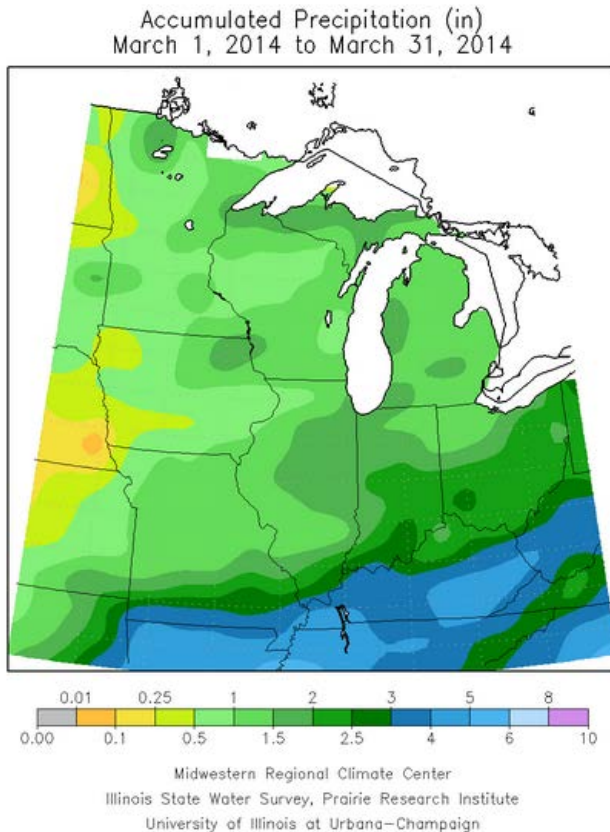 Accumulated Precipitation (in)
March 1, 2014 to March 31, 2014
0.01 0.25 1 2 3 5 8
0.00 0.1 0.5 1.5 2.5 4 6 10
Midwestern Regional Climate Center
Illinois State Water Survey, Prairie Research Institute
University of Illinois at Urbana-Champaign